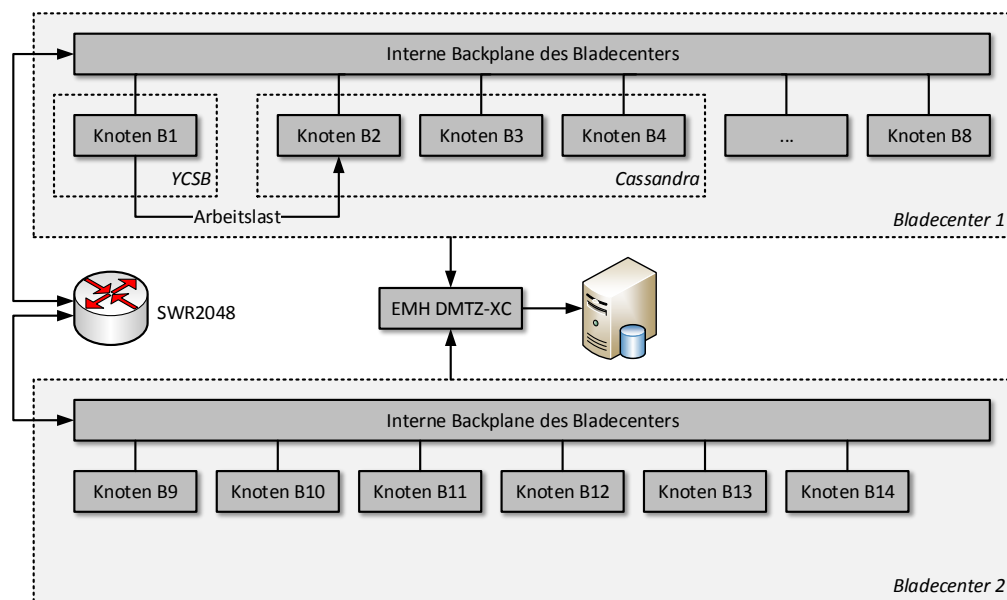 Interne Backplane des Bladecenters
Knoten B1
Knoten B2
Knoten B3
Knoten B4
...
Knoten B8
YCSB
Cassandra
Arbeitslast
Bladecenter 1
SWR2048
EMH DMTZ-XC
Interne Backplane des Bladecenters
Knoten B9
Knoten B10
Knoten B11
Knoten B12
Knoten B13
Knoten B14
Bladecenter 2